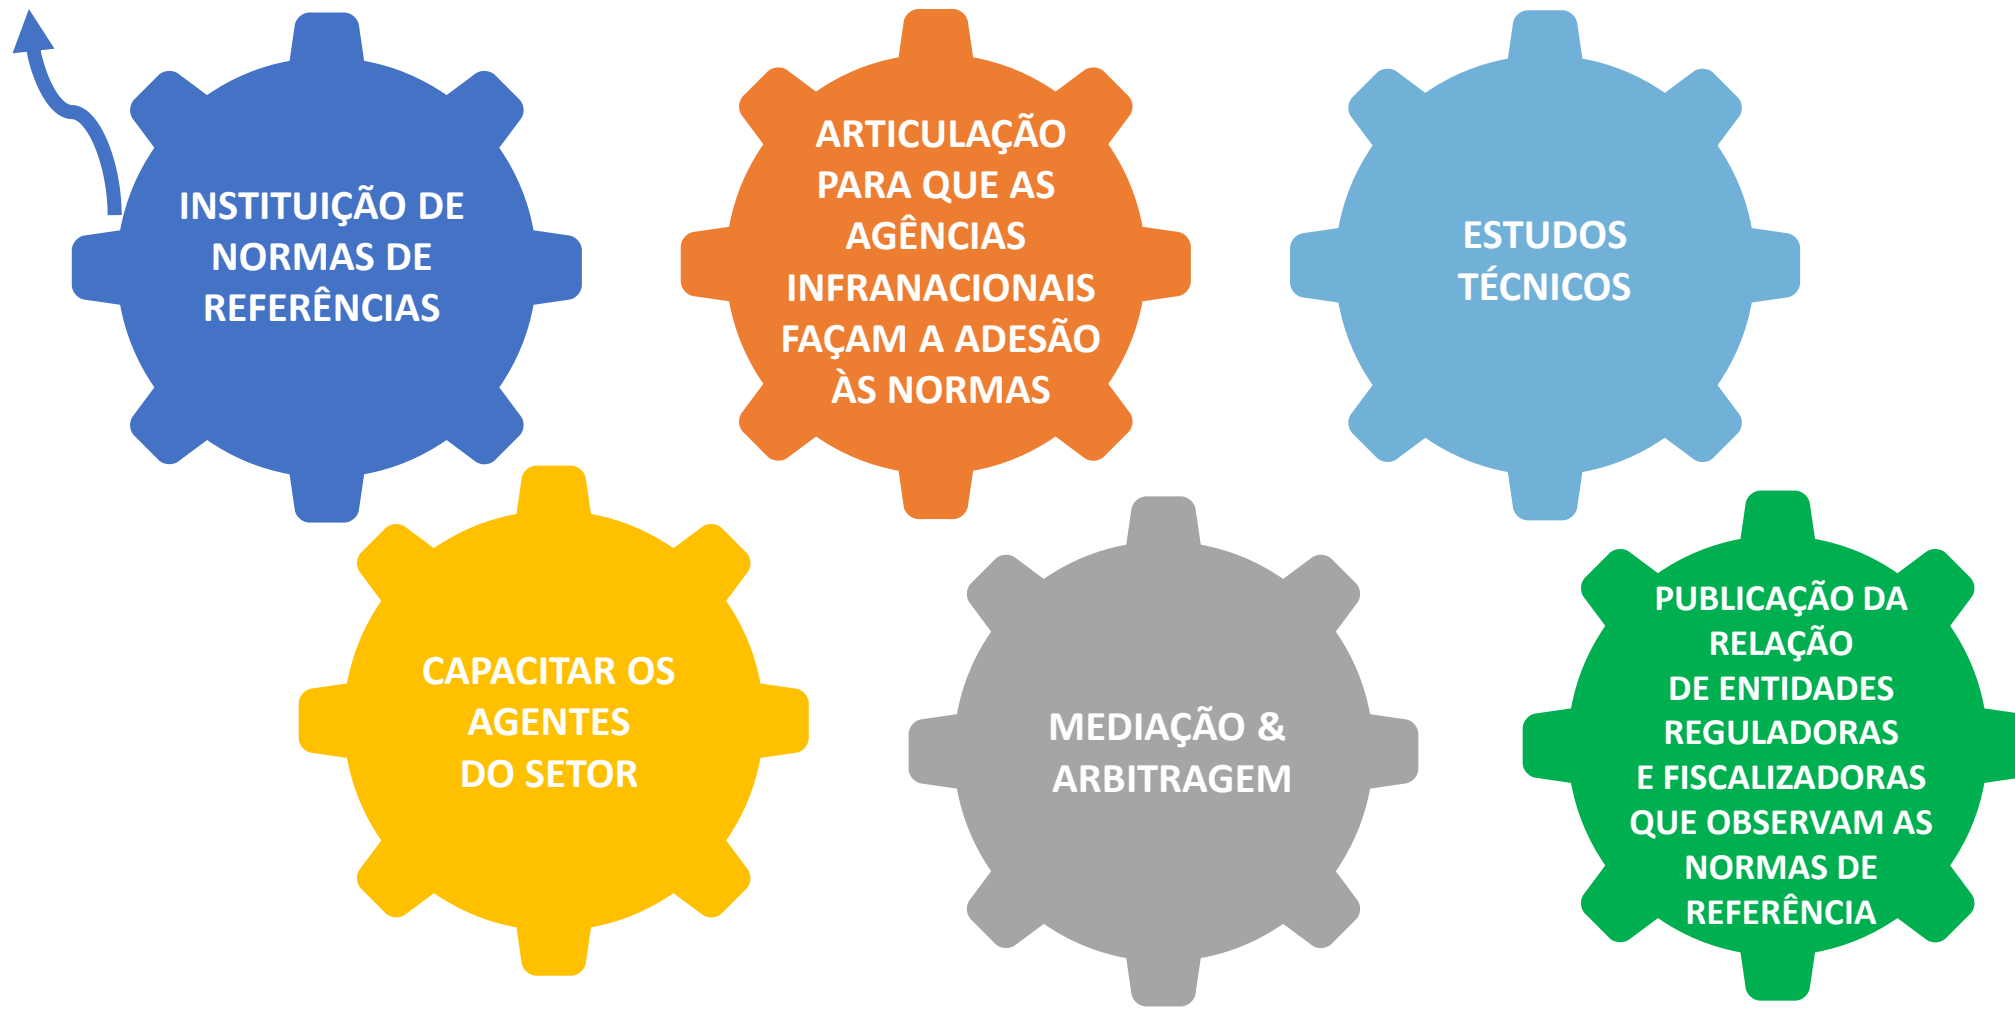 INSTITUIÇÃO DE
NORMAS DE
REFERÊNCIAS
ARTICULAÇÃO
PARA QUE AS
AGÊNCIAS
INFRANACIONAIS
FAÇAM A ADESÃO
ÀS NORMAS
ESTUDOS
TÉCNICOS
CAPACITAR OS
AGENTES
DO SETOR
MEDIAÇÃO &
ARBITRAGEM
PUBLICAÇÃO DA
RELAÇÃO
DE ENTIDADES
REGULADORAS
E FISCALIZADORAS
QUE OBSERVAM AS
NORMAS DE
REFERÊNCIA